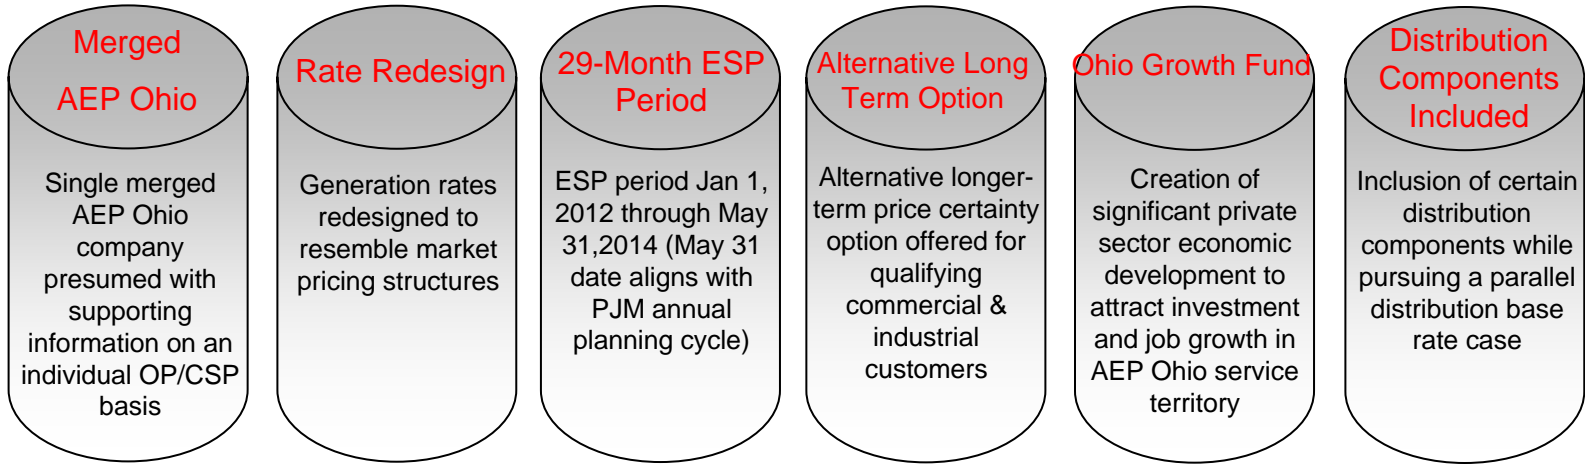 Merged
AEP Ohio
Single merged
AEP Ohio
company
presumed with
supporting
information on an
individual OP/CSP
basis
Rate Redesign
Generation rates
redesigned to
resemble market
pricing structures
29-Month ESP
Period
ESP period Jan 1,
2012 through May
31,2014 (May 31
date aligns with
PJM annual
planning cycle)
Alternative Long
Term Option
Alternative longer-
term price certainty
option offered for
qualifying
commercial &
industrial
customers
Ohio Growth Fund
Creation of
significant private
sector economic
development to
attract investment
and job growth in
AEP Ohio service
territory
Distribution
Components
Included
Inclusion of certain
distribution
components while
pursuing a parallel
distribution base
rate case